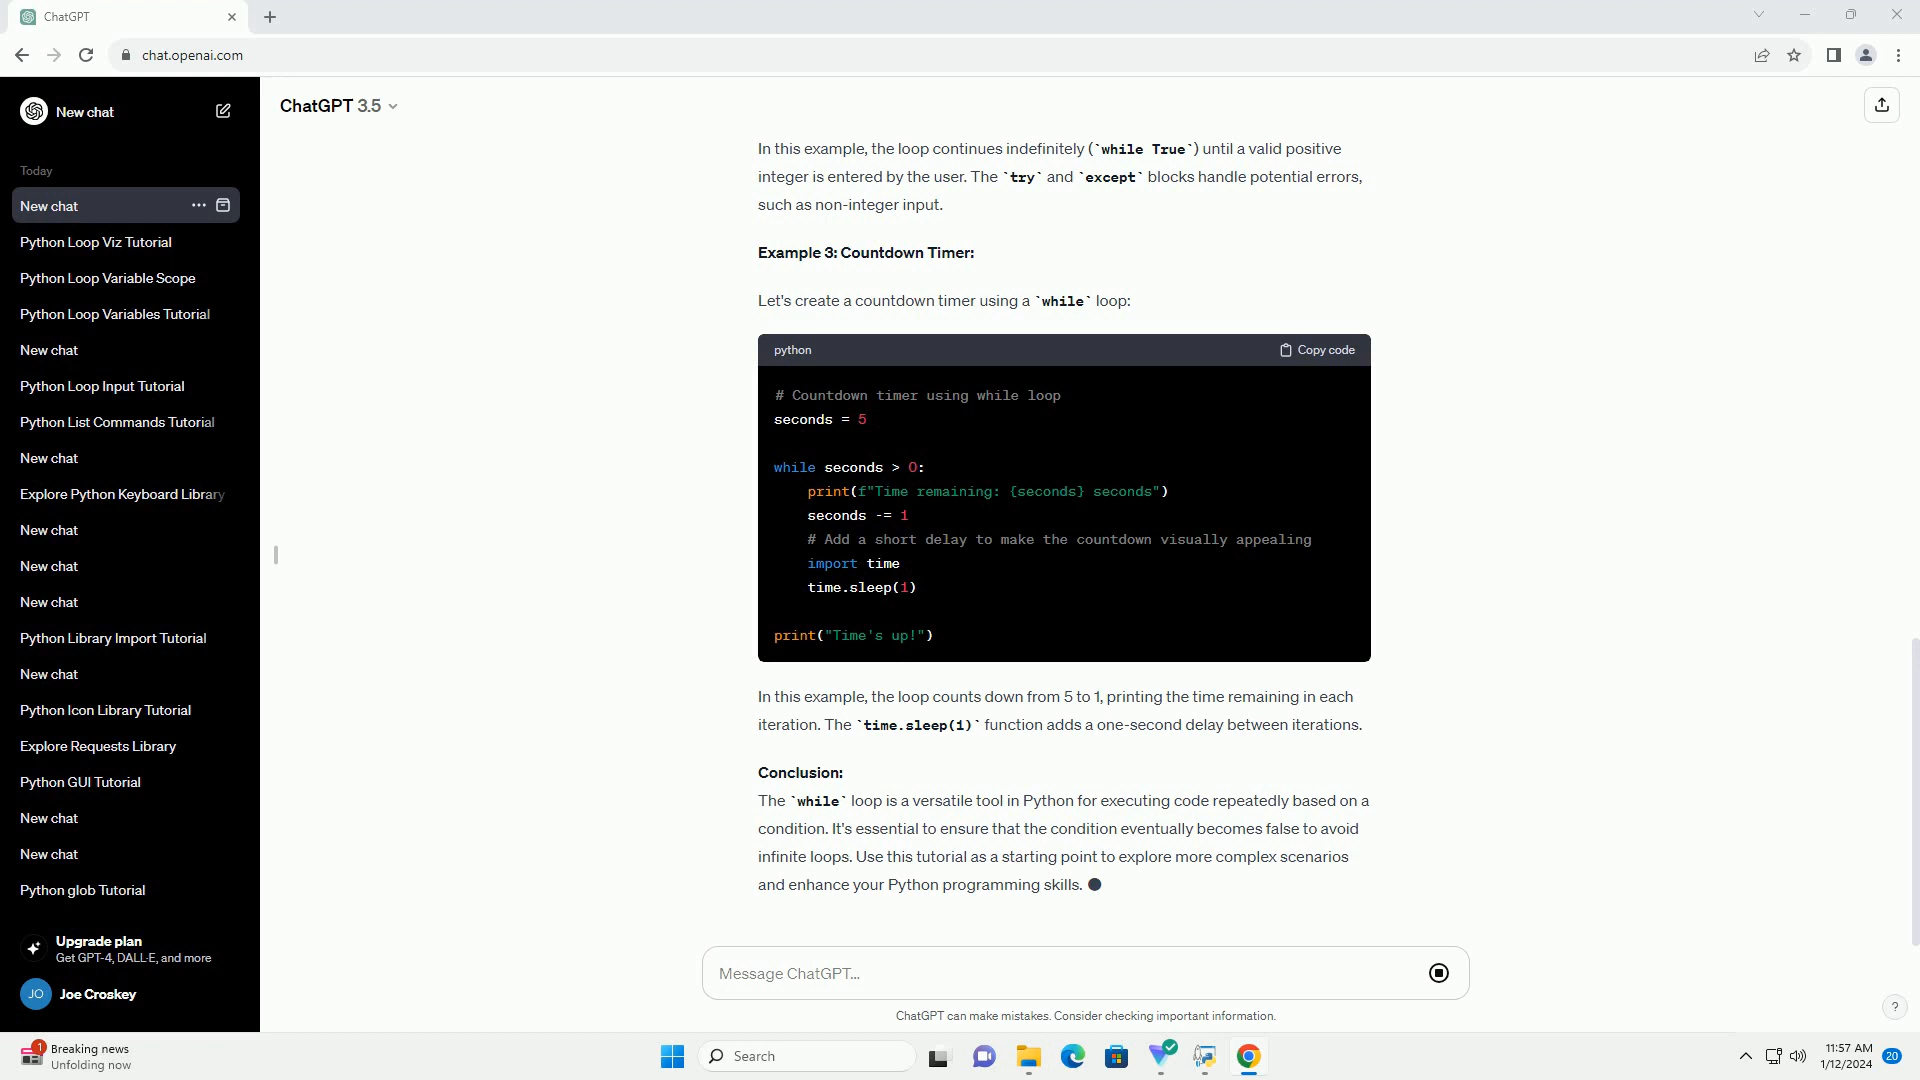 ChatGPT
chat.openai.com
New chat
Today
New chat
Python Loop Viz Tutorial
Python Loop Variable Scope
Python Loop Variables Tutorial
New chat
Python Loop Input Tutorial
Python List Commands Tutorial
New chat
Explore Python Keyboard Library
New chat
New chat
New chat
Python Library Import Tutorial
New chat
Python Icon Library Tutorial
Explore Requests Library
Python GUI Tutorial
New chat
New chat
Python glob Tutorial
Upgrade plan
Get GPT-4, DALL·E, and more
JO Joe Croskey
ChatGPT 3.5
In this example, the loop continues indefinitely (`while True`) until a valid positive
integer is entered by the user. The `try` and `except` blocks handle potential errors,
such as non-integer input.
Example 3: Countdown Timer:
Let's create a countdown timer using a `while` loop:
python Copy code
# Countdown timer using while loop
seconds = 5
while seconds > 0:
print(f"Time remaining: {seconds} seconds")
seconds -= 1
# Add a short delay to make the countdown visually appealing
import time
time.sleep(1)
print("Time's up!")
In this example, the loop counts down from 5 to 1, printing the time remaining in each
iteration. The `time.sleep(1)` function adds a one-second delay between iterations.
Conclusion:
The `while` loop is a versatile tool in Python for executing code repeatedly based on a
condition. It's essential to ensure that the condition eventually becomes false to avoid
infinite loops. Use this tutorial as a starting point to explore more complex scenarios
and enhance your Python programming skills.
Message ChatGPT...
ChatGPT can make mistakes. Consider checking important information.
?
1
Breaking news
Unfolding now
Search
11:57 AM
1/12/2024
20